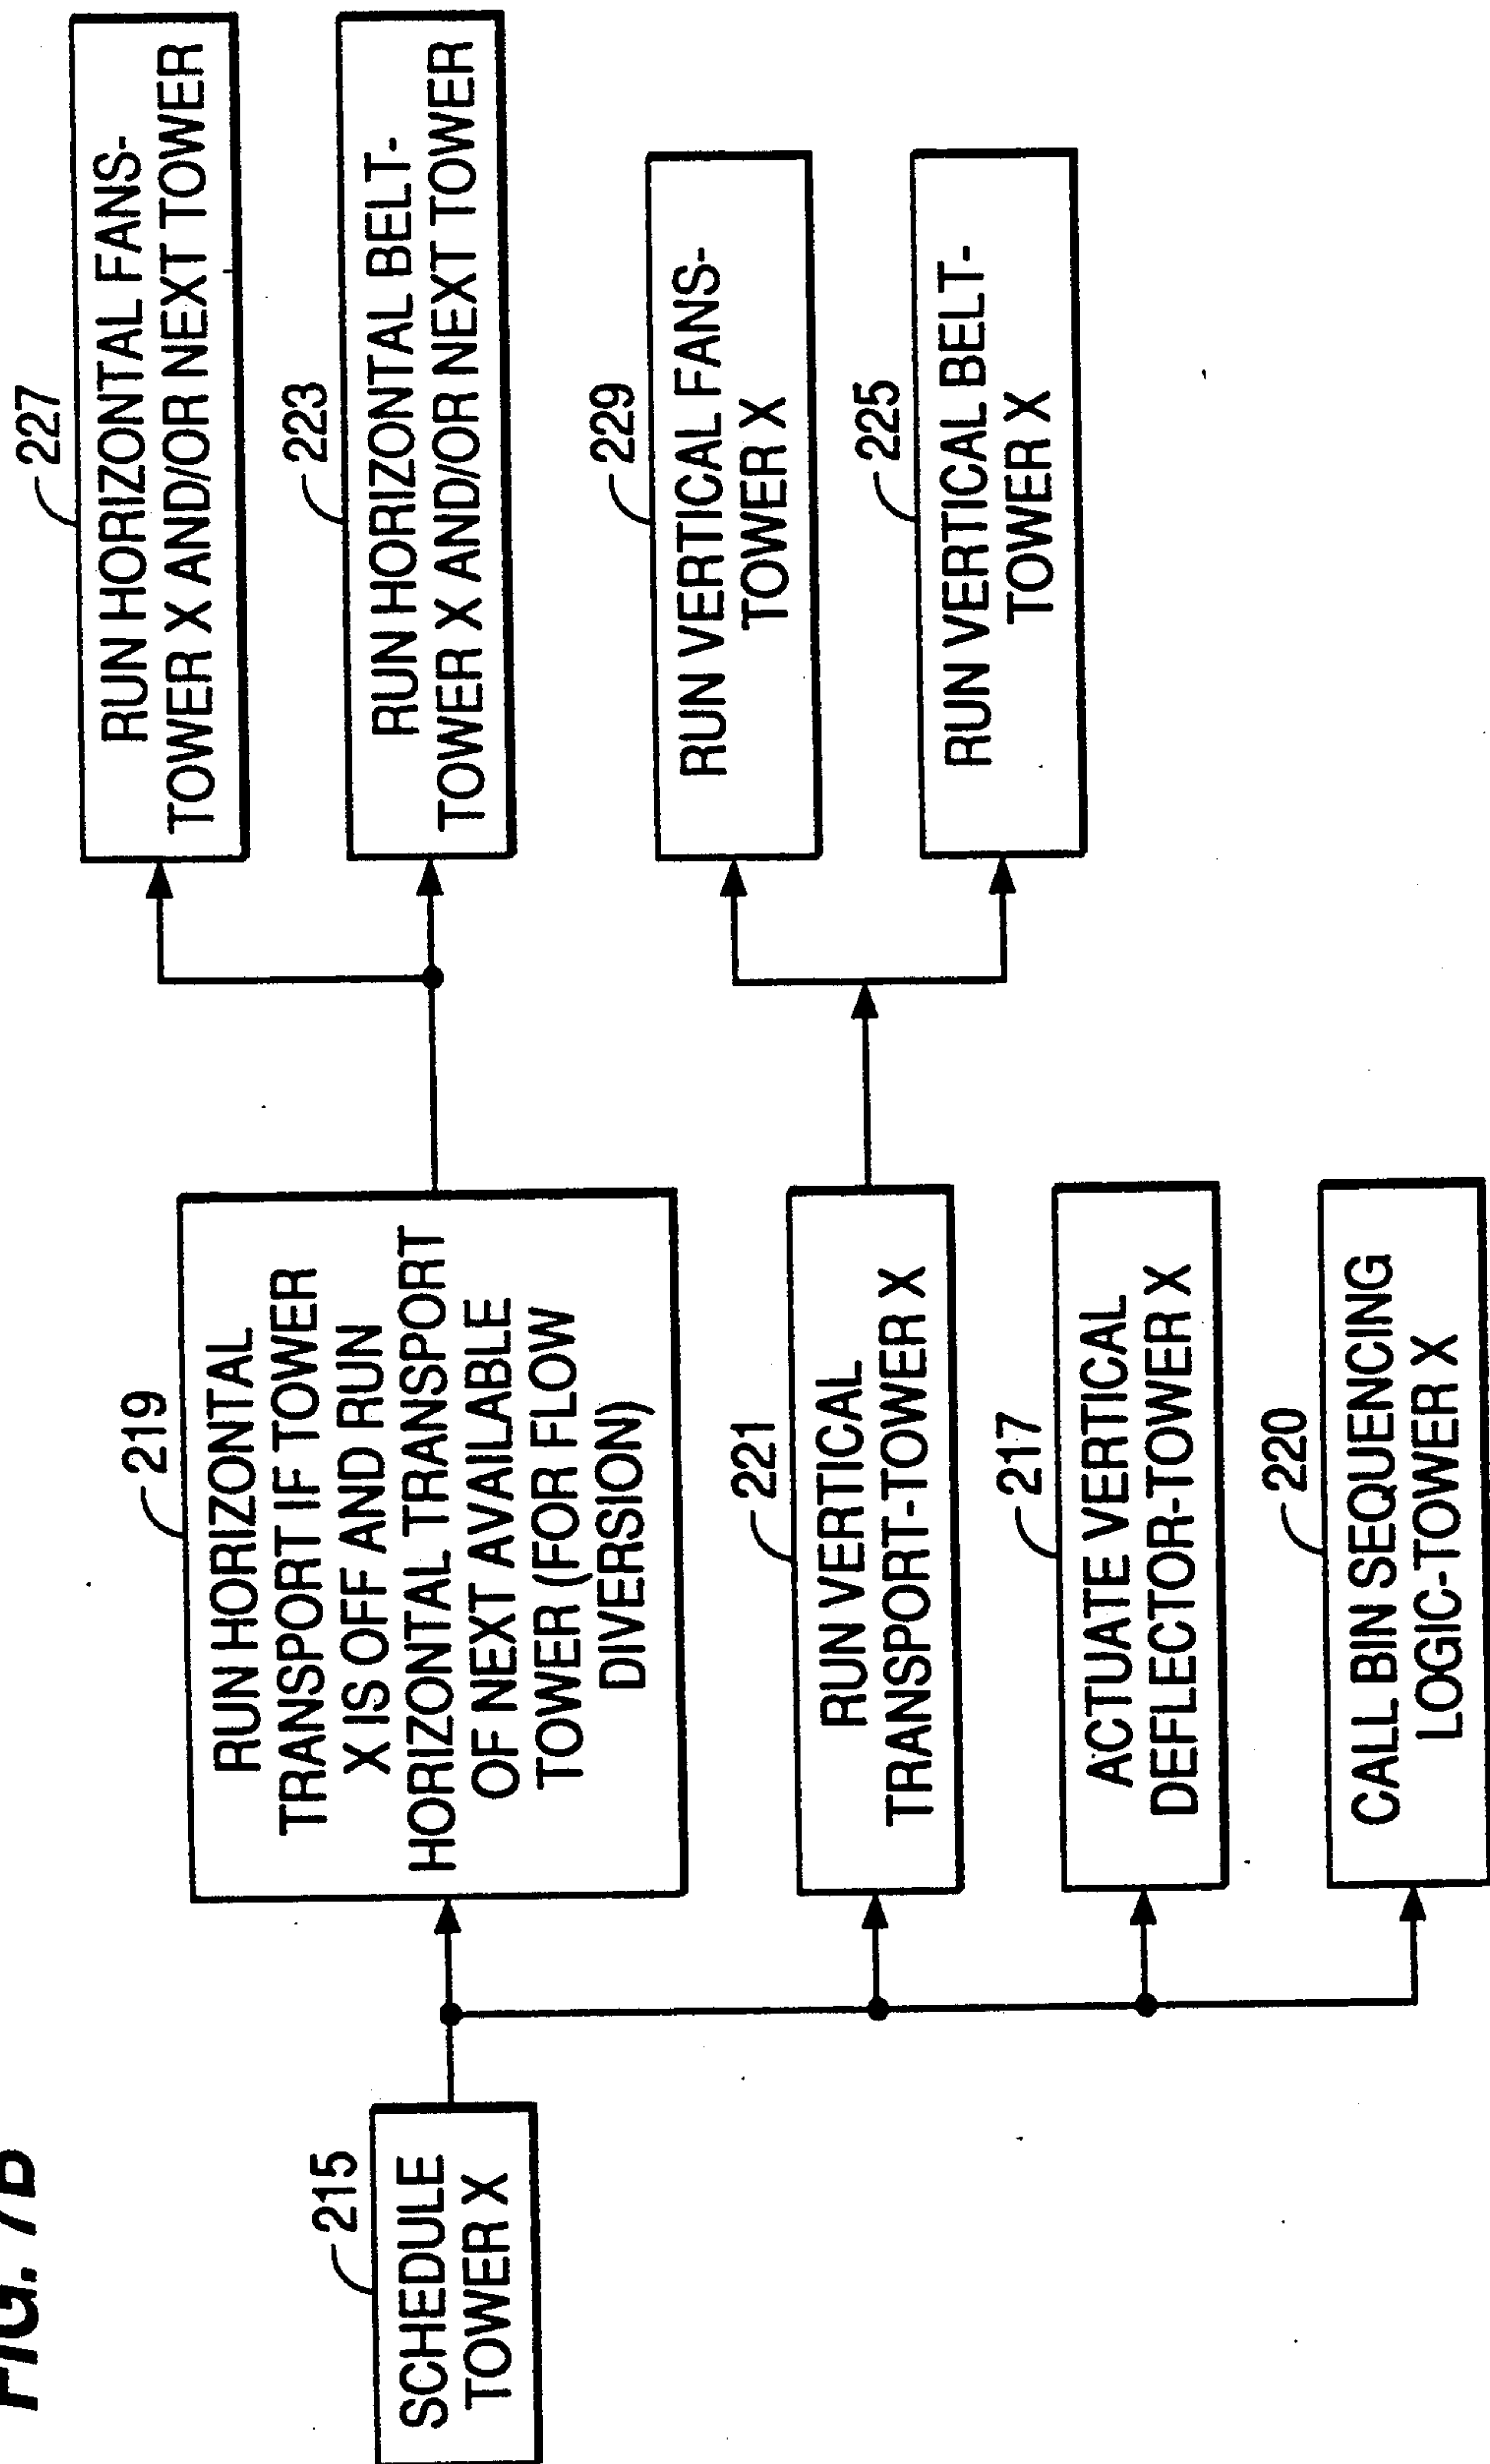 FIG. 7B
215
SCHEDULE
TOWER X
219
RUN HORIZONTAL
TRANSPORT IF TOWER
X IS OFF AND RUN
HORIZONTAL TRANSPORT
OF NEXT AVAILABLE
TOWER (FOR FLOW
DIVERSION)
221
RUN VERTICAL
TRANSPORT-TOWER X
217
ACTUATE VERTICAL
DEFLECTOR-TOWER X
220
CALL BIN SEQUENCING
LOGIC-TOWER X
227
RUN HORIZONTAL FANS-
TOWER X AND/OR NEXT TOWER
223
RUN HORIZONTAL BELT-
TOWER X AND/OR NEXT TOWER
229
RUN VERTICAL FANS-
TOWER X
225
RUN VERTICAL BELT-
TOWER X